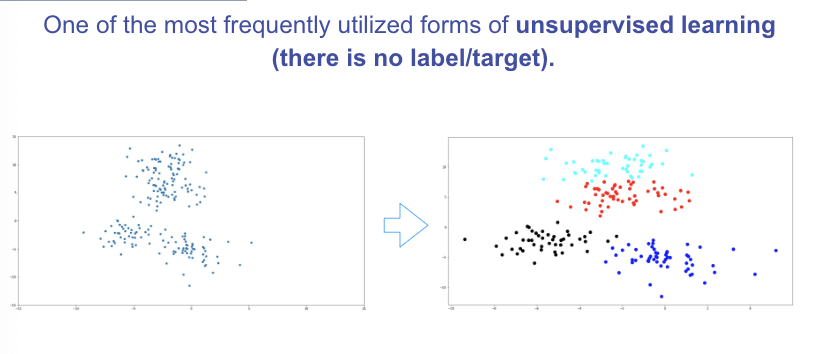 One of the most frequently utilized forms of unsupervised learning
(there is no label/target).